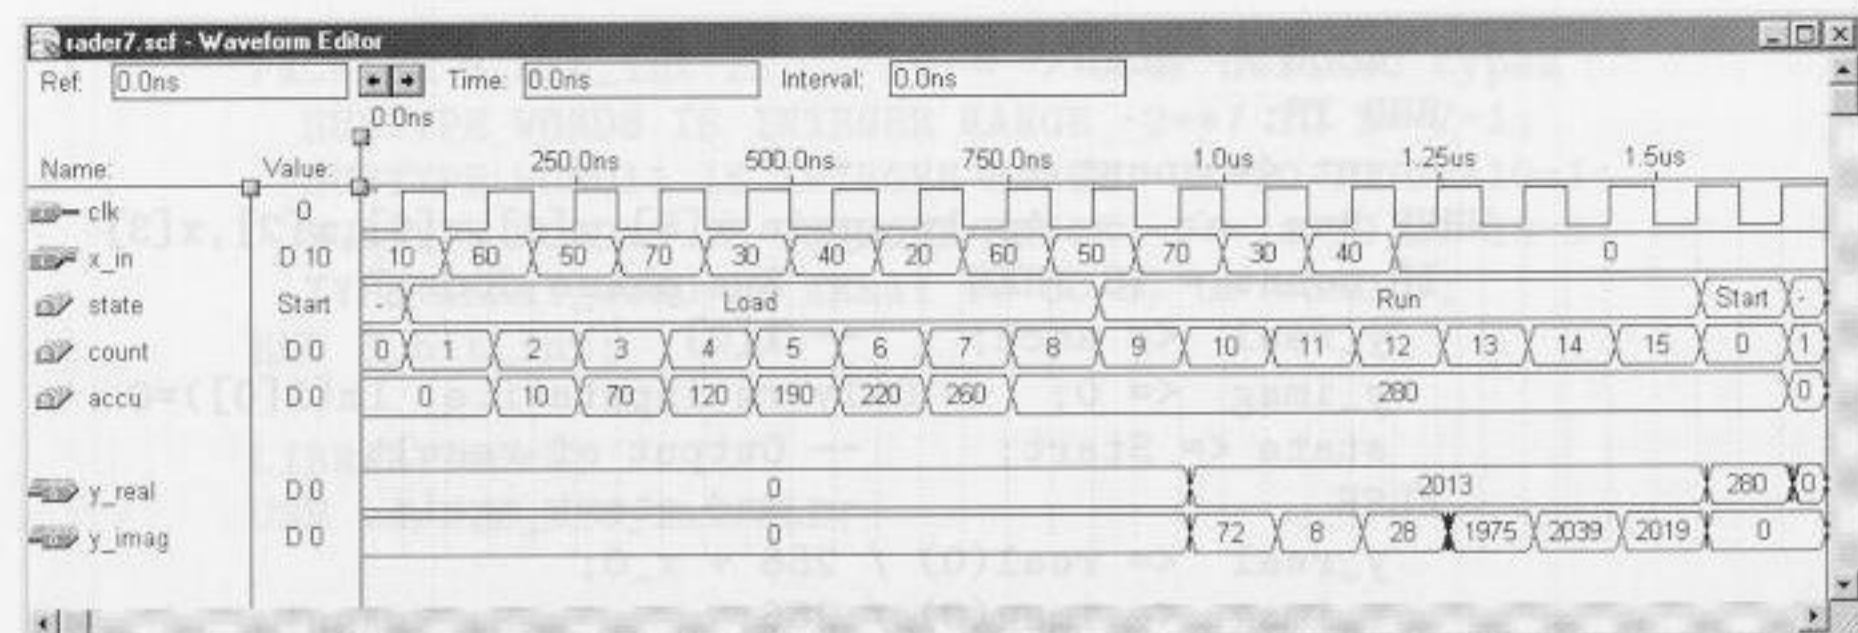 rader7.scf - Waveform Editor
Ref: 0.0ns Time: 0.0ns Interval: 0.0ns
0.0ns
Name: Value: 250.0ns 500.0ns 750.0ns 1.0us 1.25us 1.5us
clk 0
x_in D 10 10 60 50 70 30 40 20 60 50 70 30 40 0
state Start - Load Run Start -
count D 0 0 1 2 3 4 5 6 7 8 9 10 11 12 13 14 15 0 1
accu D 0 0 10 70 120 190 220 260 280 0
y_real D 0 0 2013 280 0
y_imag D 0 0 72 8 28 1975 2039 2019 0